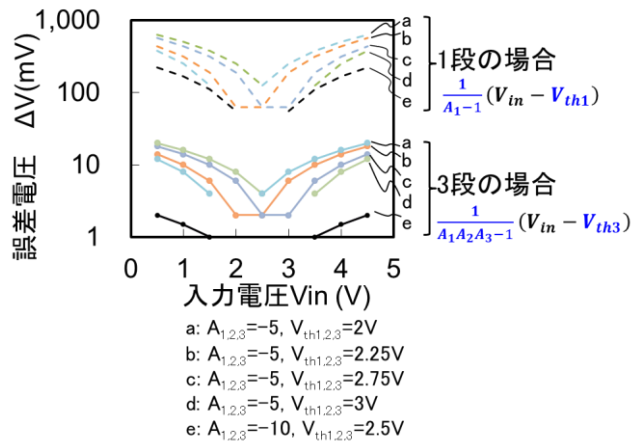 誤差電圧 ΔV(mV)
1,000
100
10
1
0 1 2 3 4 5
入力電圧Vin (V)
a
b
c
d
e
1段の場合
1/(A₁−1) (Vin − Vth1)
a
b
c
d
e
3段の場合
1/(A₁A₂A₃−1) (Vin − Vth3)
a: A1,2,3=−5, Vth1,2,3=2V
b: A1,2,3=−5, Vth1,2,3=2.25V
c: A1,2,3=−5, Vth1,2,3=2.75V
d: A1,2,3=−5, Vth1,2,3=3V
e: A1,2,3=−10, Vth1,2,3=2.5V